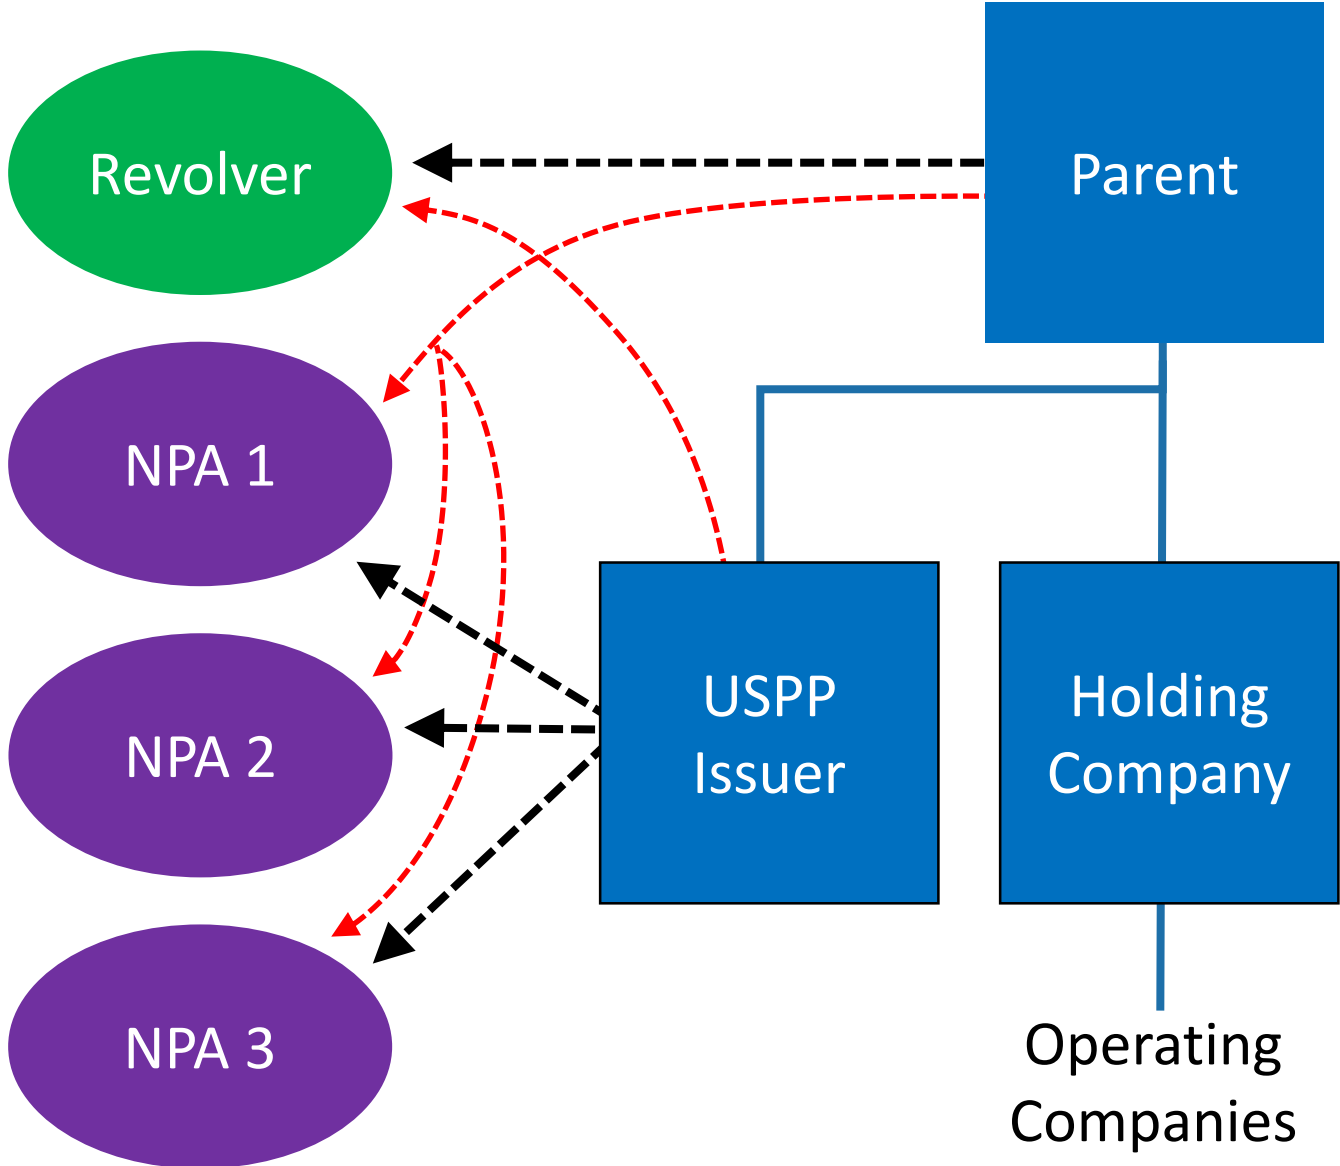 Revolver
Parent
NPA 1
USPP
Issuer
Holding
Company
NPA 2
NPA 3
Operating
Companies